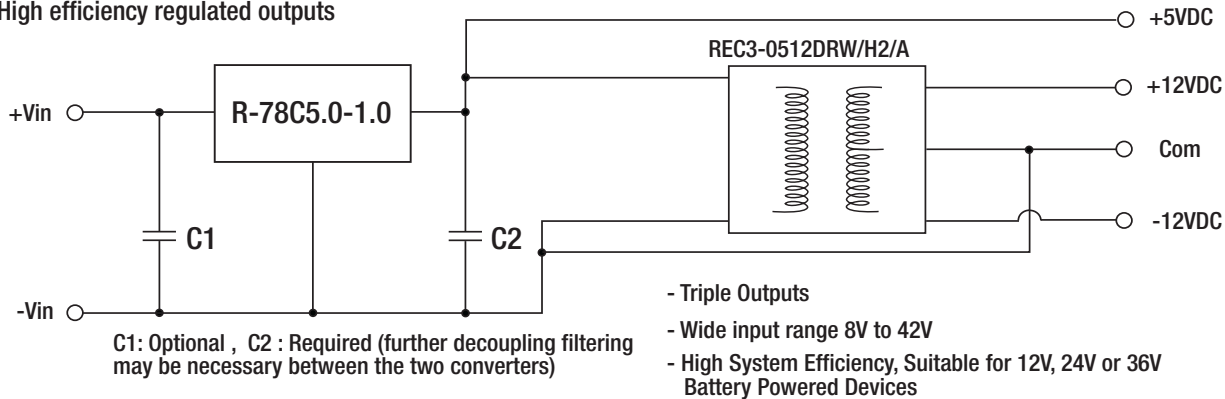 High efficiency regulated outputs
+5VDC
REC3-0512DRW/H2/A
+Vin
R-78C5.0-1.0
+12VDC
Com
C1
C2
-12VDC
-Vin
C1: Optional , C2 : Required (further decoupling filtering
may be necessary between the two converters)
- Triple Outputs
- Wide input range 8V to 42V
- High System Efficiency, Suitable for 12V, 24V or 36V
Battery Powered Devices